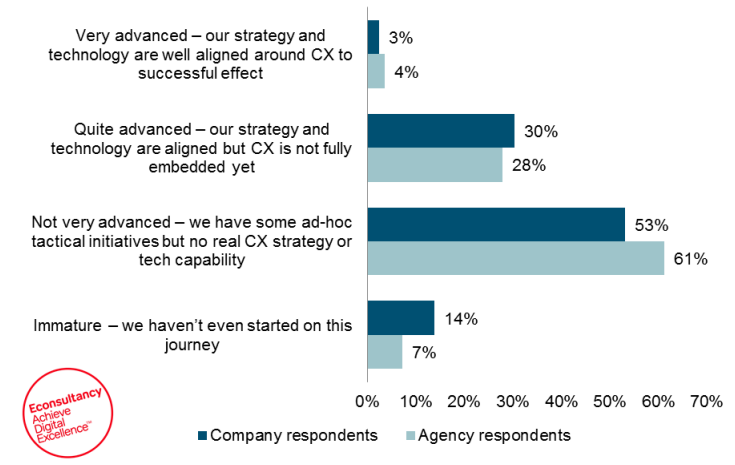 Very advanced – our strategy and
technology are well aligned around CX to
successful effect
3%
4%
Quite advanced – our strategy and
technology are aligned but CX is not fully
embedded yet
30%
28%
Not very advanced – we have some ad-hoc
tactical initiatives but no real CX strategy or
tech capability
53%
61%
Immature – we haven't even started on this
journey
14%
7%
0% 10% 20% 30% 40% 50% 60% 70%
Company respondents Agency respondents
Econsultancy
Achieve
Digital
Excellence™